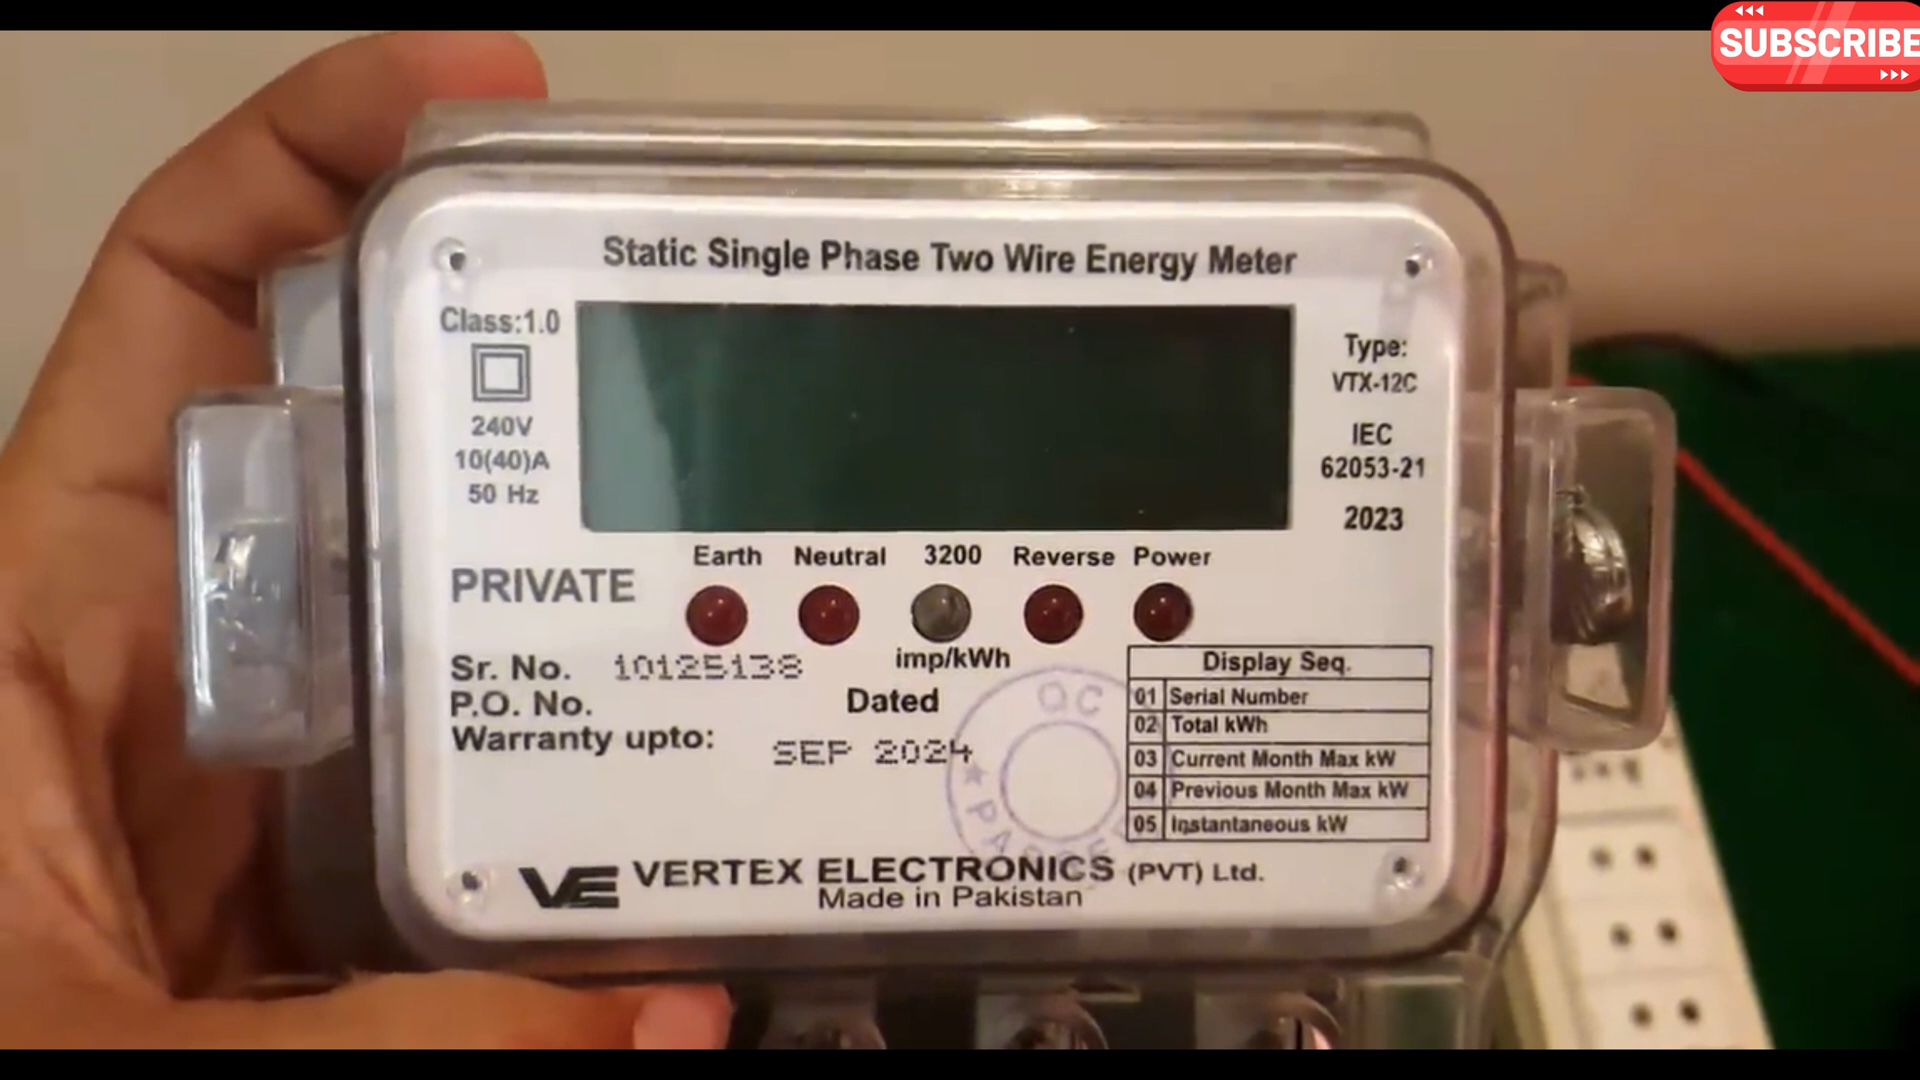 SUBSCRIBE
Static Single Phase Two Wire Energy Meter
Class:1.0
240V
10(40)A
50 Hz
Type:
VTX-12C
IEC
62053-21
2023
Earth Neutral 3200 Reverse Power
imp/kWh
PRIVATE
Sr. No. 10125138
P.O. No.
Dated
Warranty upto: SEP 2024
QC
Display Seq.
01 Serial Number
02 Total kWh
03 Current Month Max kW
04 Previous Month Max kW
05 Instantaneous kW
VE VERTEX ELECTRONICS (PVT) Ltd.
Made in Pakistan